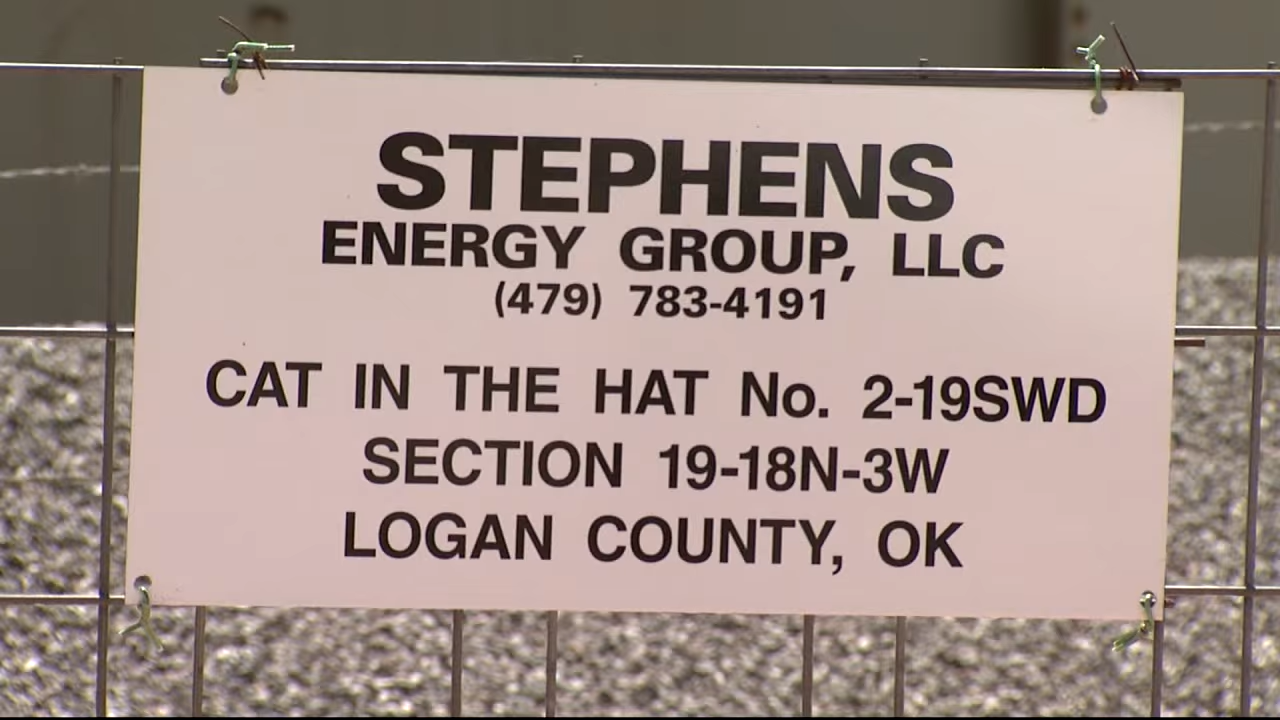 STEPHENS
ENERGY GROUP, LLC
(479) 783-4191
CAT IN THE HAT No. 2-19SWD
SECTION 19-18N-3W
LOGAN COUNTY, OK